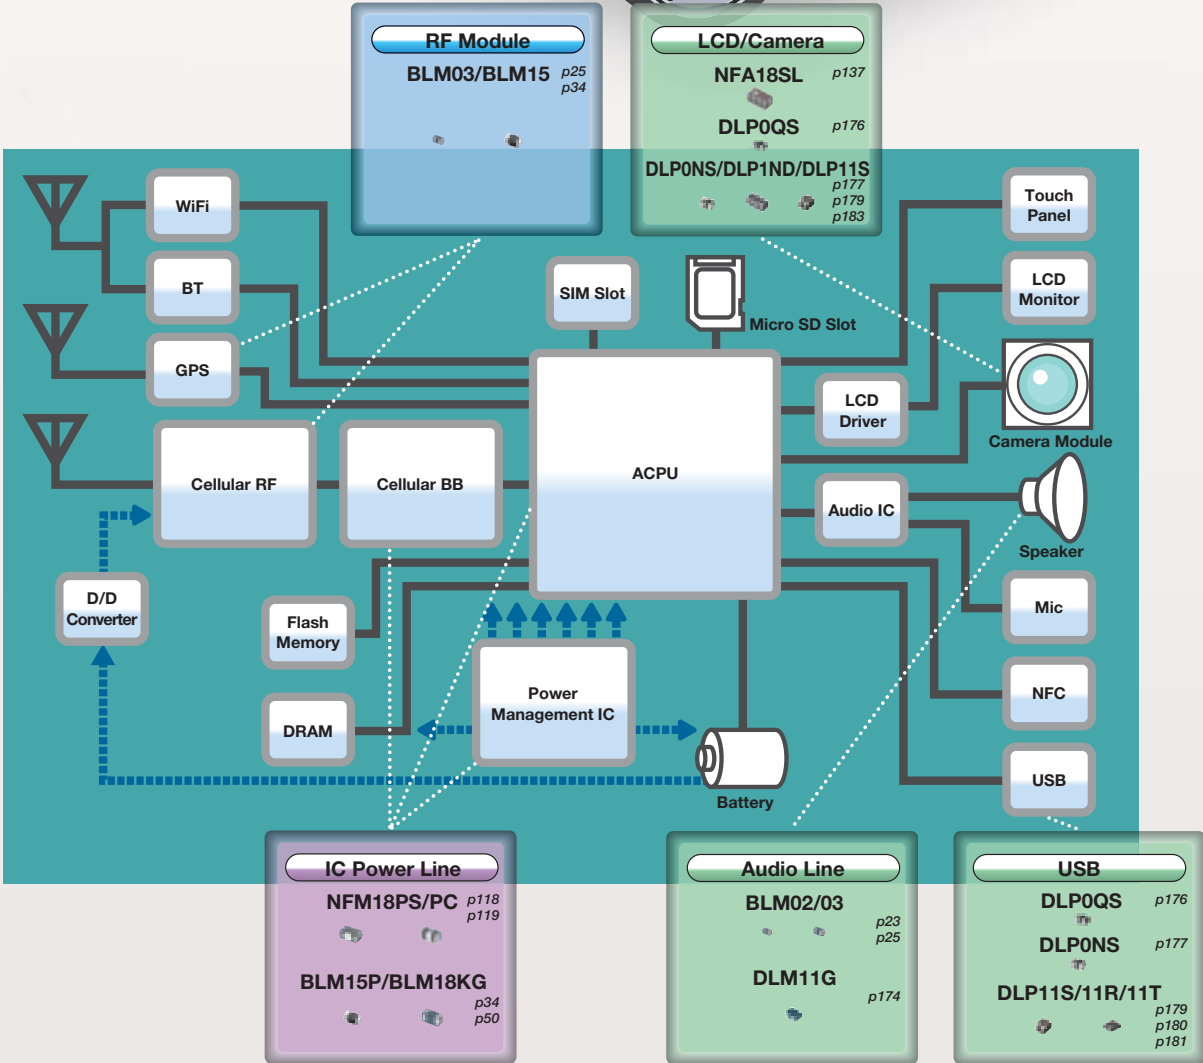 RF Module
BLM03/BLM15 p25
p34
LCD/Camera
NFA18SL p137
DLP0QS p176
DLP0NS/DLP1ND/DLP11S
p177
p179
p183
WiFi
BT
GPS
Cellular RF
Cellular BB
SIM Slot
Micro SD Slot
ACPU
Touch
Panel
LCD
Monitor
LCD
Driver
Camera Module
Audio IC
Speaker
Mic
NFC
USB
D/D
Converter
Flash
Memory
DRAM
Power
Management IC
Battery
IC Power Line
NFM18PS/PC p118
p119
BLM15P/BLM18KG
p34
p50
Audio Line
BLM02/03
p23
p25
DLM11G
p174
USB
DLP0QS p176
DLP0NS p177
DLP11S/11R/11T
p179
p180
p181